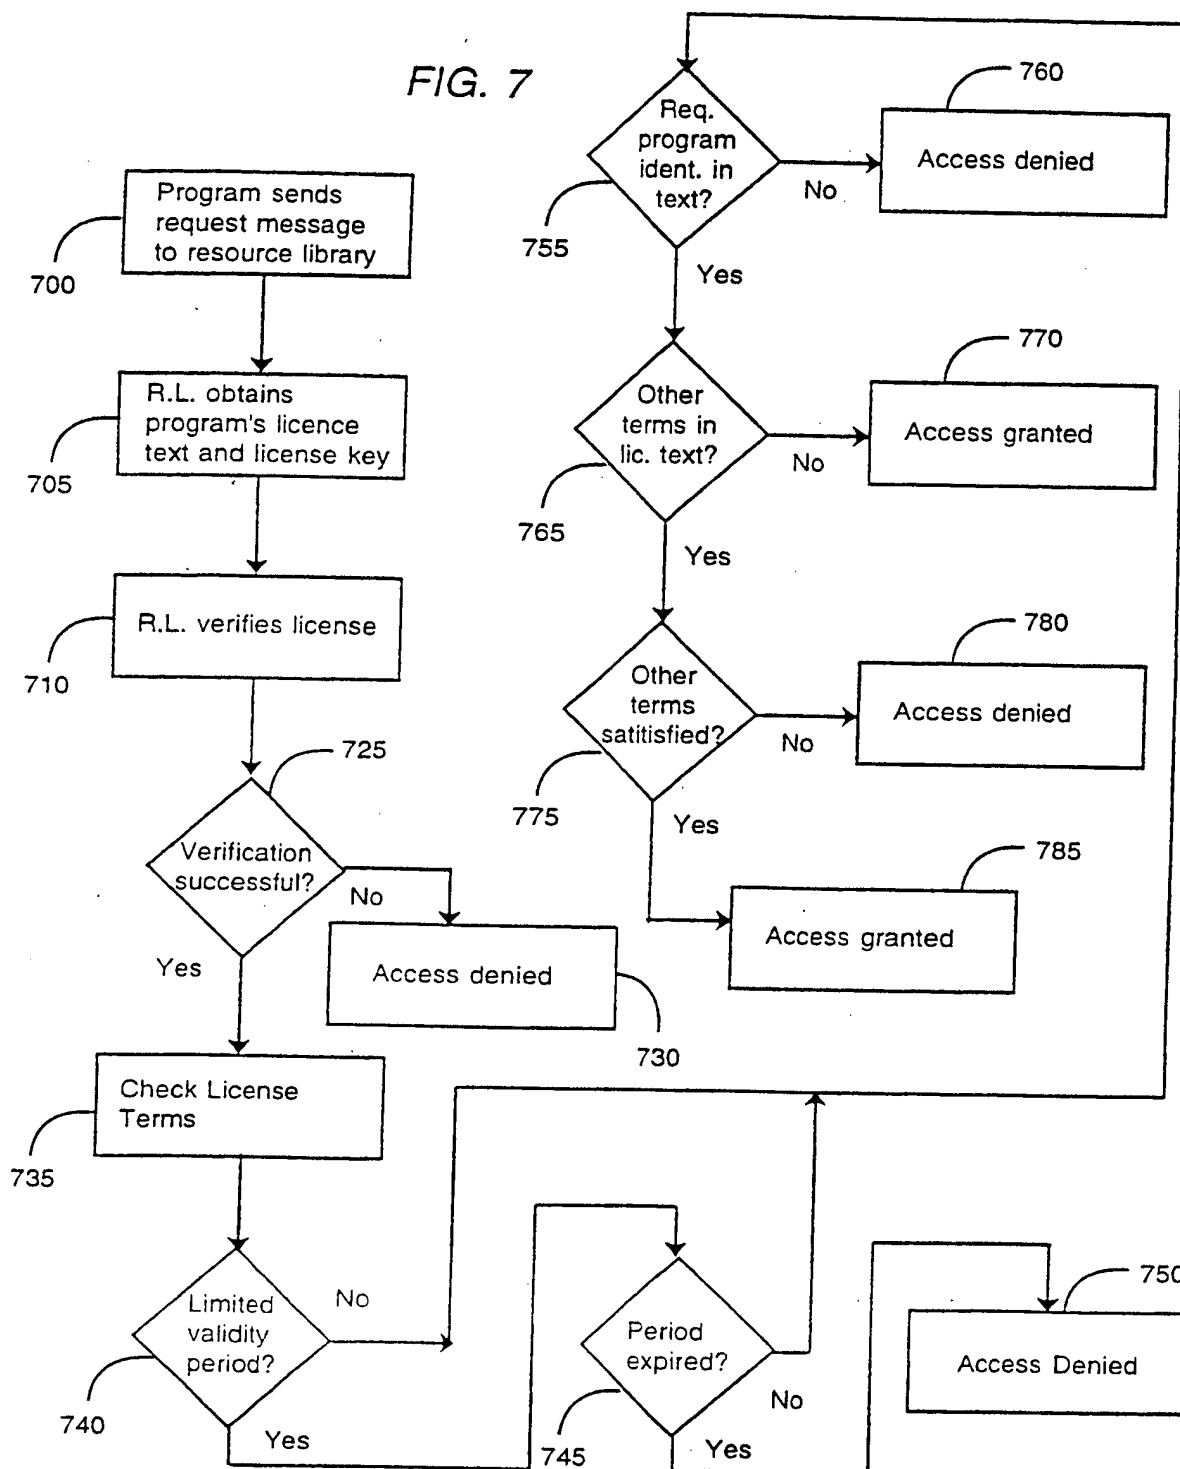 FIG. 7
Program sends
request message
to resource library
700
R.L. obtains
program's licence
text and license key
705
R.L. verifies license
710
725
Verification
successful?
No
Yes
Access denied
730
Check License
Terms
735
Limited
validity
period?
No
740
Yes
Period
expired?
No
745
Yes
750
Access Denied
Req.
program
ident. in
text?
No
755
Yes
760
Access denied
Other
terms in
lic. text?
No
765
Yes
770
Access granted
Other
terms
satitisfied?
No
775
Yes
780
Access denied
785
Access granted